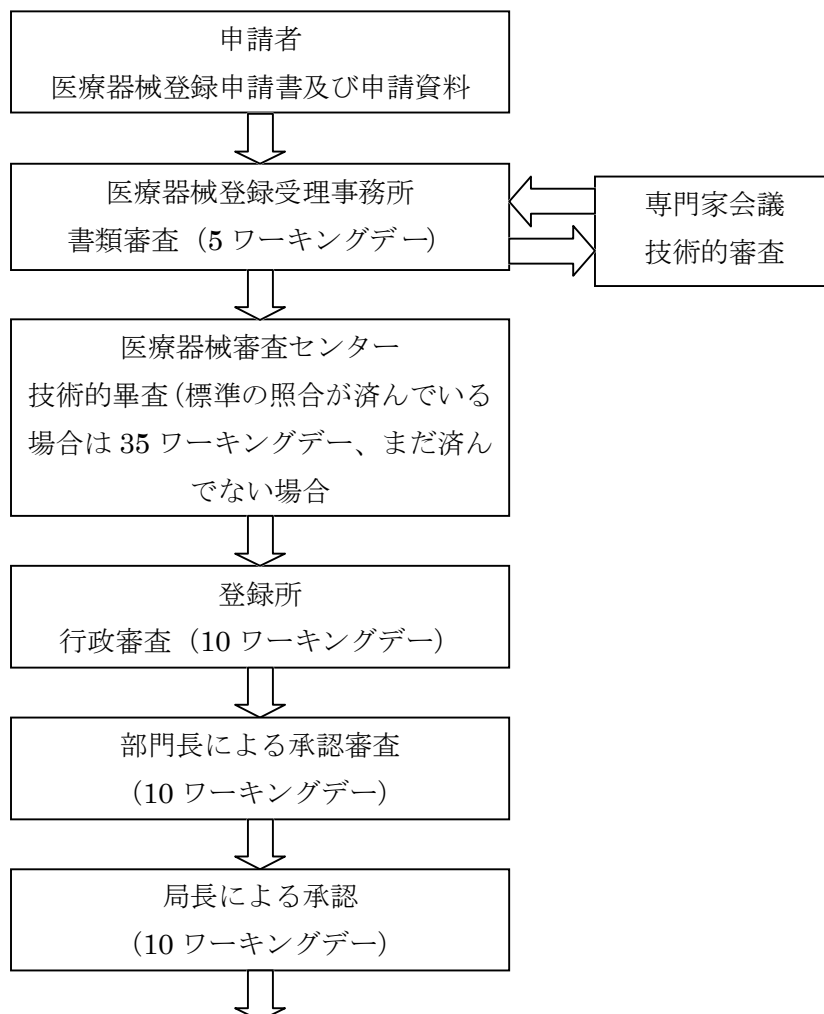 申請者
医療器械登録申請書及び申請資料
医療器械登録受理事務所
書類審査（5 ワーキングデー）
専門家会議
技術的審査
医療器械審査センター
技術的畢査（標準の照合が済んでいる
場合は 35 ワーキングデー、まだ済ん
でない場合
登録所
行政審査（10 ワーキングデー）
部門長による承認審査
（10 ワーキングデー）
局長による承認
（10 ワーキングデー）